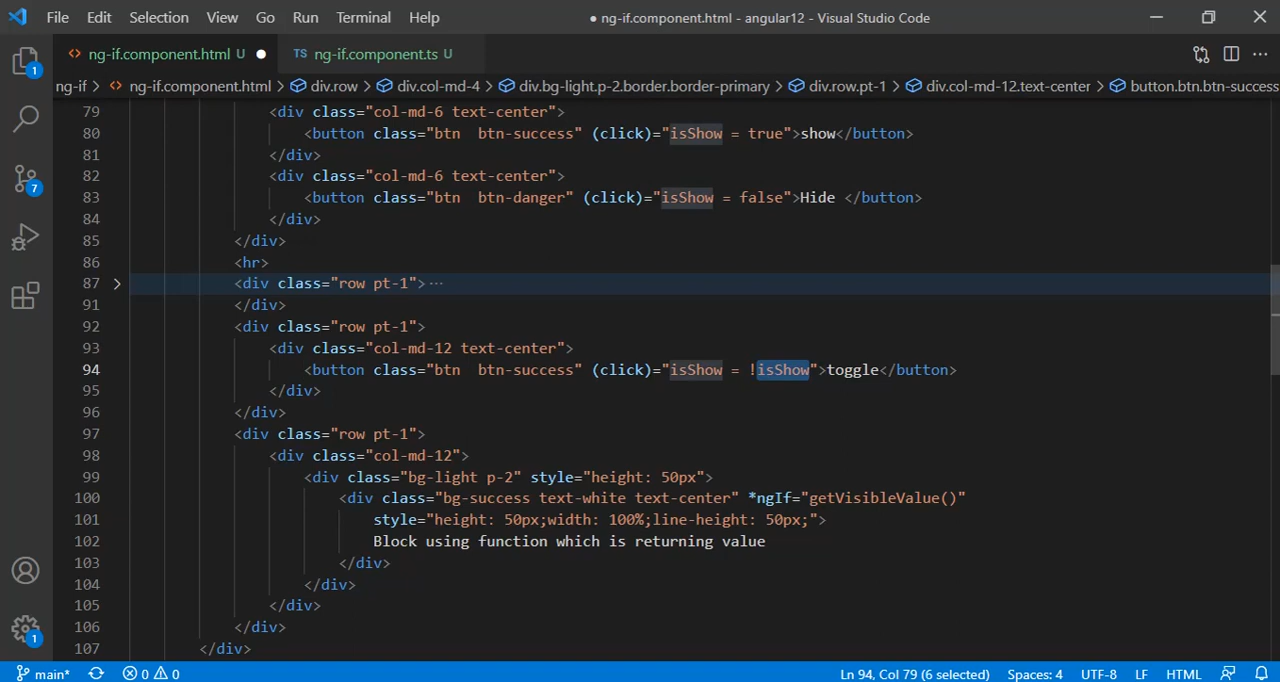 File Edit Selection View Go Run Terminal Help ● ng-if.component.html - angular12 - Visual Studio Code
<> ng-if.component.html U ● TS ng-if.component.ts U
ng-if > <> ng-if.component.html > div.row > div.col-md-4 > div.bg-light.p-2.border.border-primary > div.row.pt-1 > div.col-md-12.text-center > button.btn.btn-success
79 <div class="col-md-6 text-center">
80 <button class="btn  btn-success" (click)="isShow = true">show</button>
81 </div>
82 <div class="col-md-6 text-center">
83 <button class="btn  btn-danger" (click)="isShow = false">Hide </button>
84 </div>
85 </div>
86 <hr>
87 <div class="row pt-1">···
91 </div>
92 <div class="row pt-1">
93 <div class="col-md-12 text-center">
94 <button class="btn  btn-success" (click)="isShow = !isShow">toggle</button>
95 </div>
96 </div>
97 <div class="row pt-1">
98 <div class="col-md-12">
99 <div class="bg-light p-2" style="height: 50px">
100 <div class="bg-success text-white text-center" *ngIf="getVisibleValue()"
101 style="height: 50px;width: 100%;line-height: 50px;">
102 Block using function which is returning value
103 </div>
104 </div>
105 </div>
106 </div>
107 </div>
1
7
1
main* 0 0 Ln 94, Col 79 (6 selected) Spaces: 4 UTF-8 LF HTML